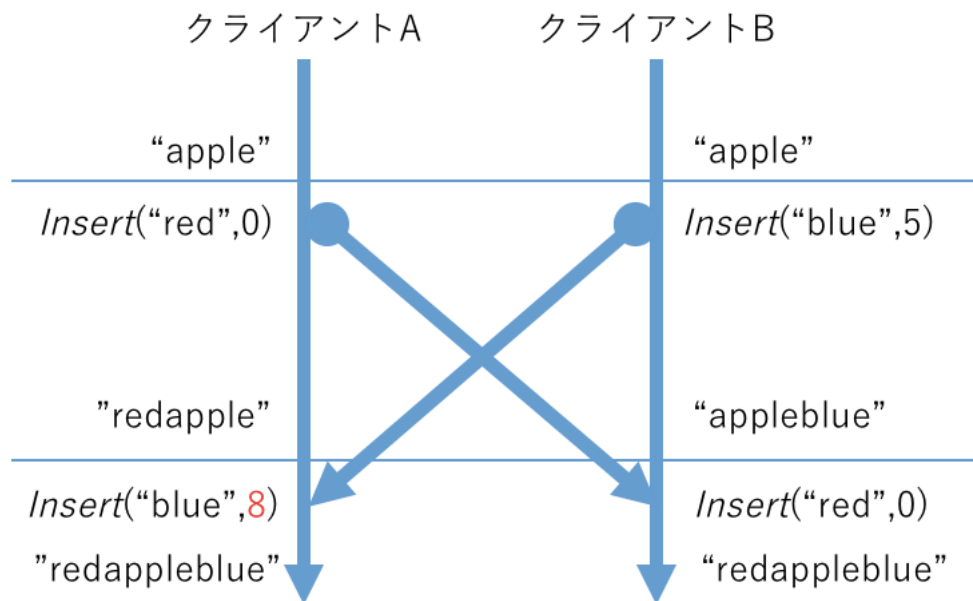 クライアントA クライアントB
“apple” “apple”
Insert(“red”,0) Insert(“blue”,5)
”redapple” “appleblue”
Insert(“blue”,8) Insert(“red”,0)
”redappleblue” “redappleblue”